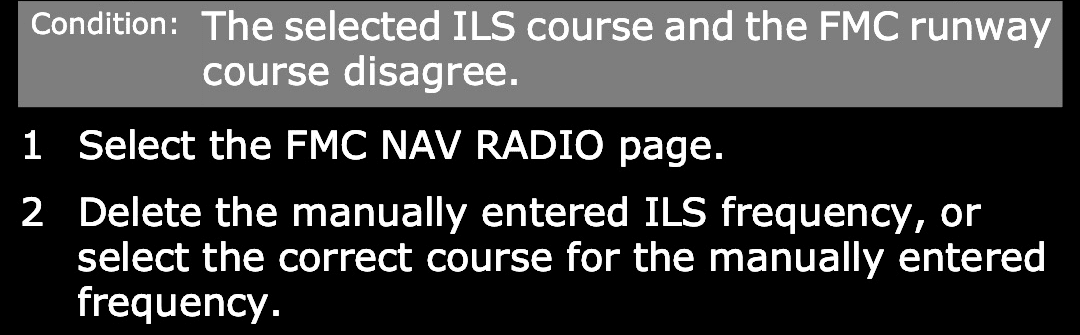 Condition: The selected ILS course and the FMC runway
course disagree.
1 Select the FMC NAV RADIO page.
2 Delete the manually entered ILS frequency, or
select the correct course for the manually entered
frequency.